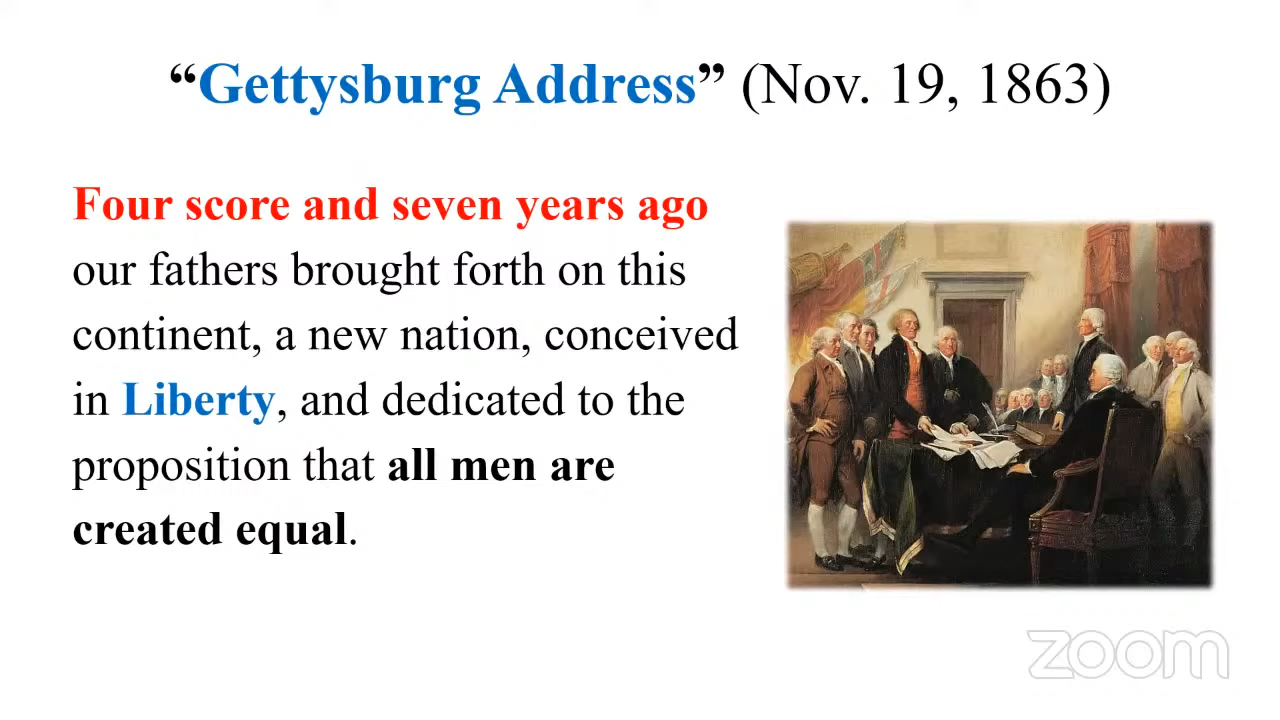 “Gettysburg Address” (Nov. 19, 1863)
Four score and seven years ago
our fathers brought forth on this
continent, a new nation, conceived
in Liberty, and dedicated to the
proposition that all men are
created equal.
zoom